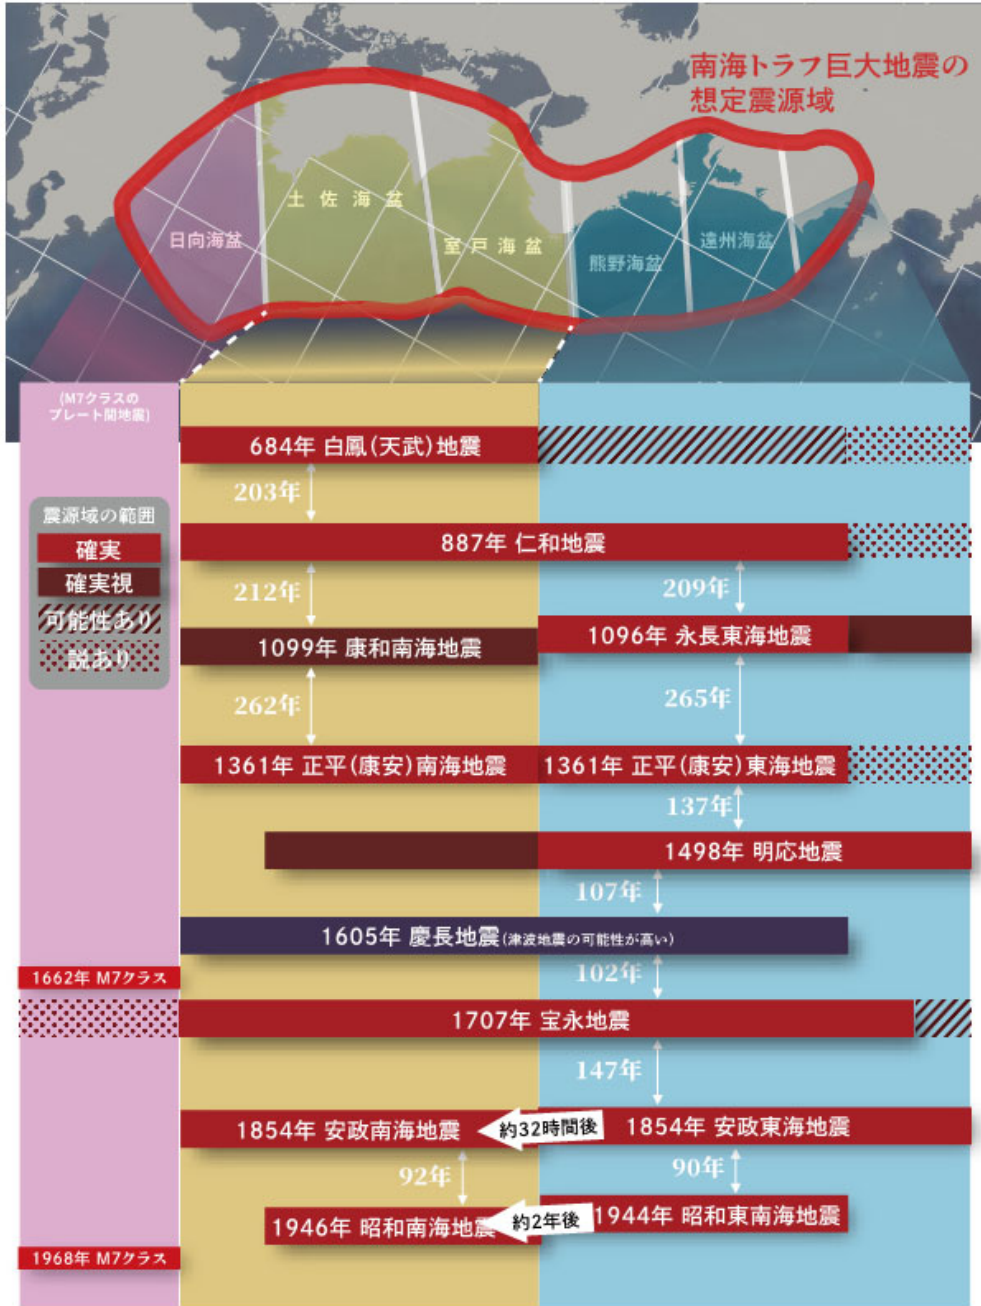 南海トラフ巨大地震の
想定震源域
日向海盆
土佐海盆
室戸海盆
熊野海盆
遠州海盆
(M7クラスの
プレート間地震)
684年 白鳳(天武)地震
203年
震源域の範囲
確実
確実視
可能性あり
説あり
887年 仁和地震
212年
209年
1099年 康和南海地震
1096年 永長東海地震
262年
265年
1361年 正平(康安)南海地震
1361年 正平(康安)東海地震
137年
1498年 明応地震
107年
1605年 慶長地震(津波地震の可能性が高い)
102年
1662年 M7クラス
1707年 宝永地震
147年
1854年 安政南海地震
約32時間後
1854年 安政東海地震
92年
90年
1946年 昭和南海地震
約2年後
1944年 昭和東南海地震
1968年 M7クラス